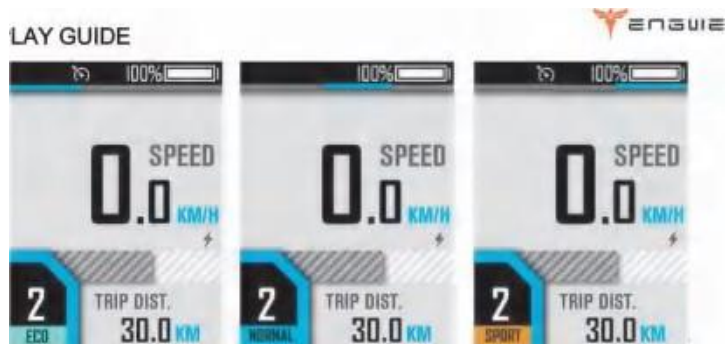 LAY GUIDE
ENGWE
100%
100%
100%
SPEED
0.0 KM/H
SPEED
0.0 KM/H
SPEED
0.0 KM/H
2
ECO
TRIP DIST.
30.0 KM
2
NORMAL
TRIP DIST.
30.0 KM
2
SPORT
TRIP DIST.
30.0 KM